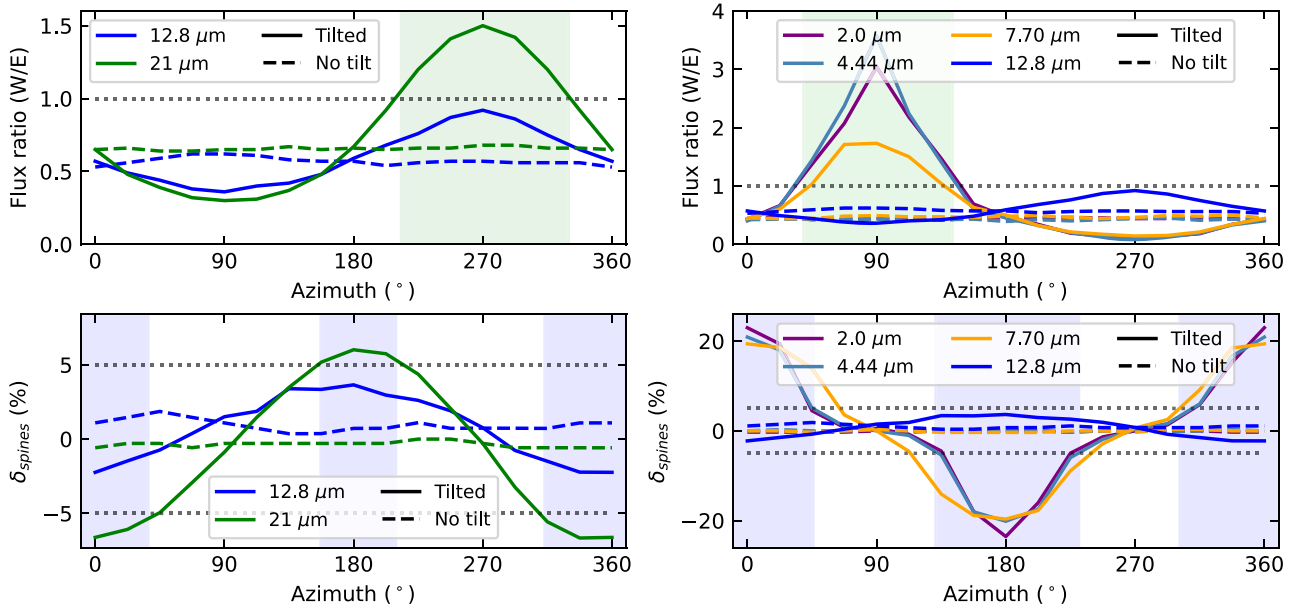 1.5
1.0
0.5
0.0
Flux ratio (W/E)
12.8 μm
21 μm
Tilted
No tilt
0 90 180 270 360
Azimuth (°)
4
3
2
1
0
Flux ratio (W/E)
2.0 μm
4.44 μm
7.70 μm
12.8 μm
Tilted
No tilt
0 90 180 270 360
Azimuth (°)
5
0
−5
δspines (%)
12.8 μm
21 μm
Tilted
No tilt
0 90 180 270 360
Azimuth (°)
20
0
−20
δspines (%)
2.0 μm
4.44 μm
7.70 μm
12.8 μm
Tilted
No tilt
0 90 180 270 360
Azimuth (°)